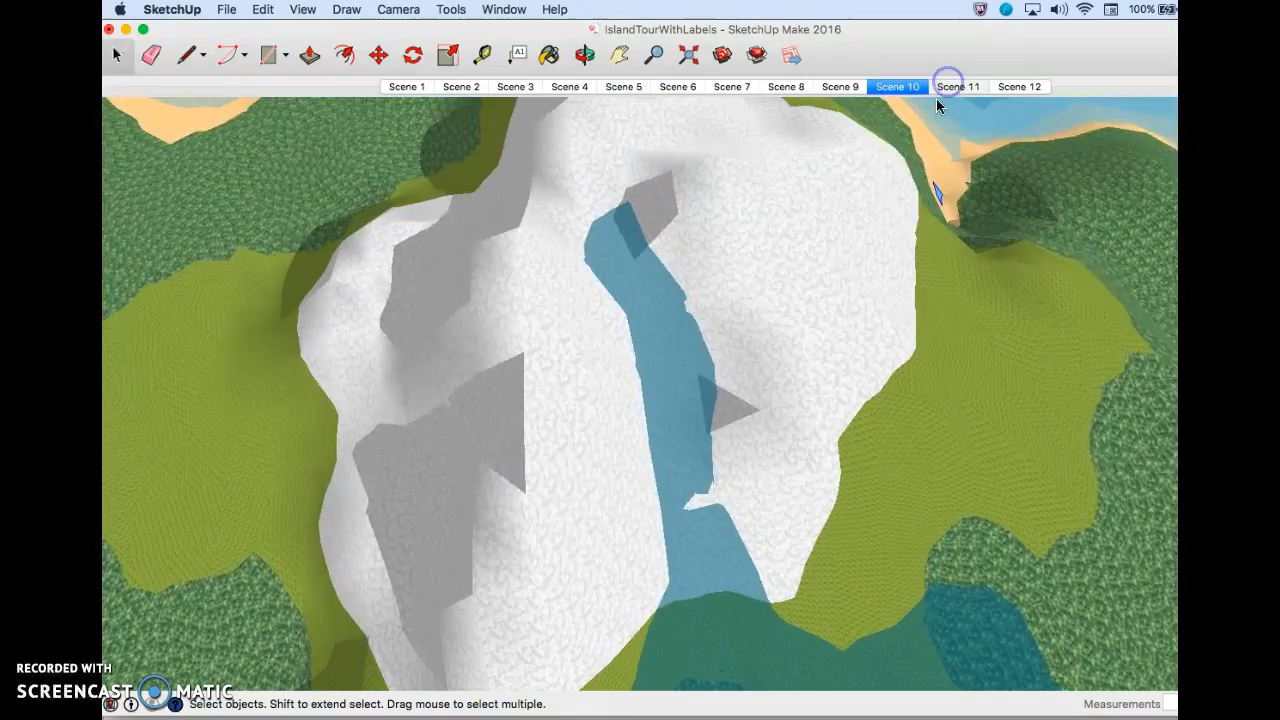 SketchUp File Edit View Draw Camera Tools Window Help 100%
IslandTourWithLabels - SketchUp Make 2016
A1
Scene 1 Scene 2 Scene 3 Scene 4 Scene 5 Scene 6 Scene 7 Scene 8 Scene 9 Scene 10 Scene 11 Scene 12
RECORDED WITH
SCREENCAST MATIC
Select objects. Shift to extend select. Drag mouse to select multiple. Measurements